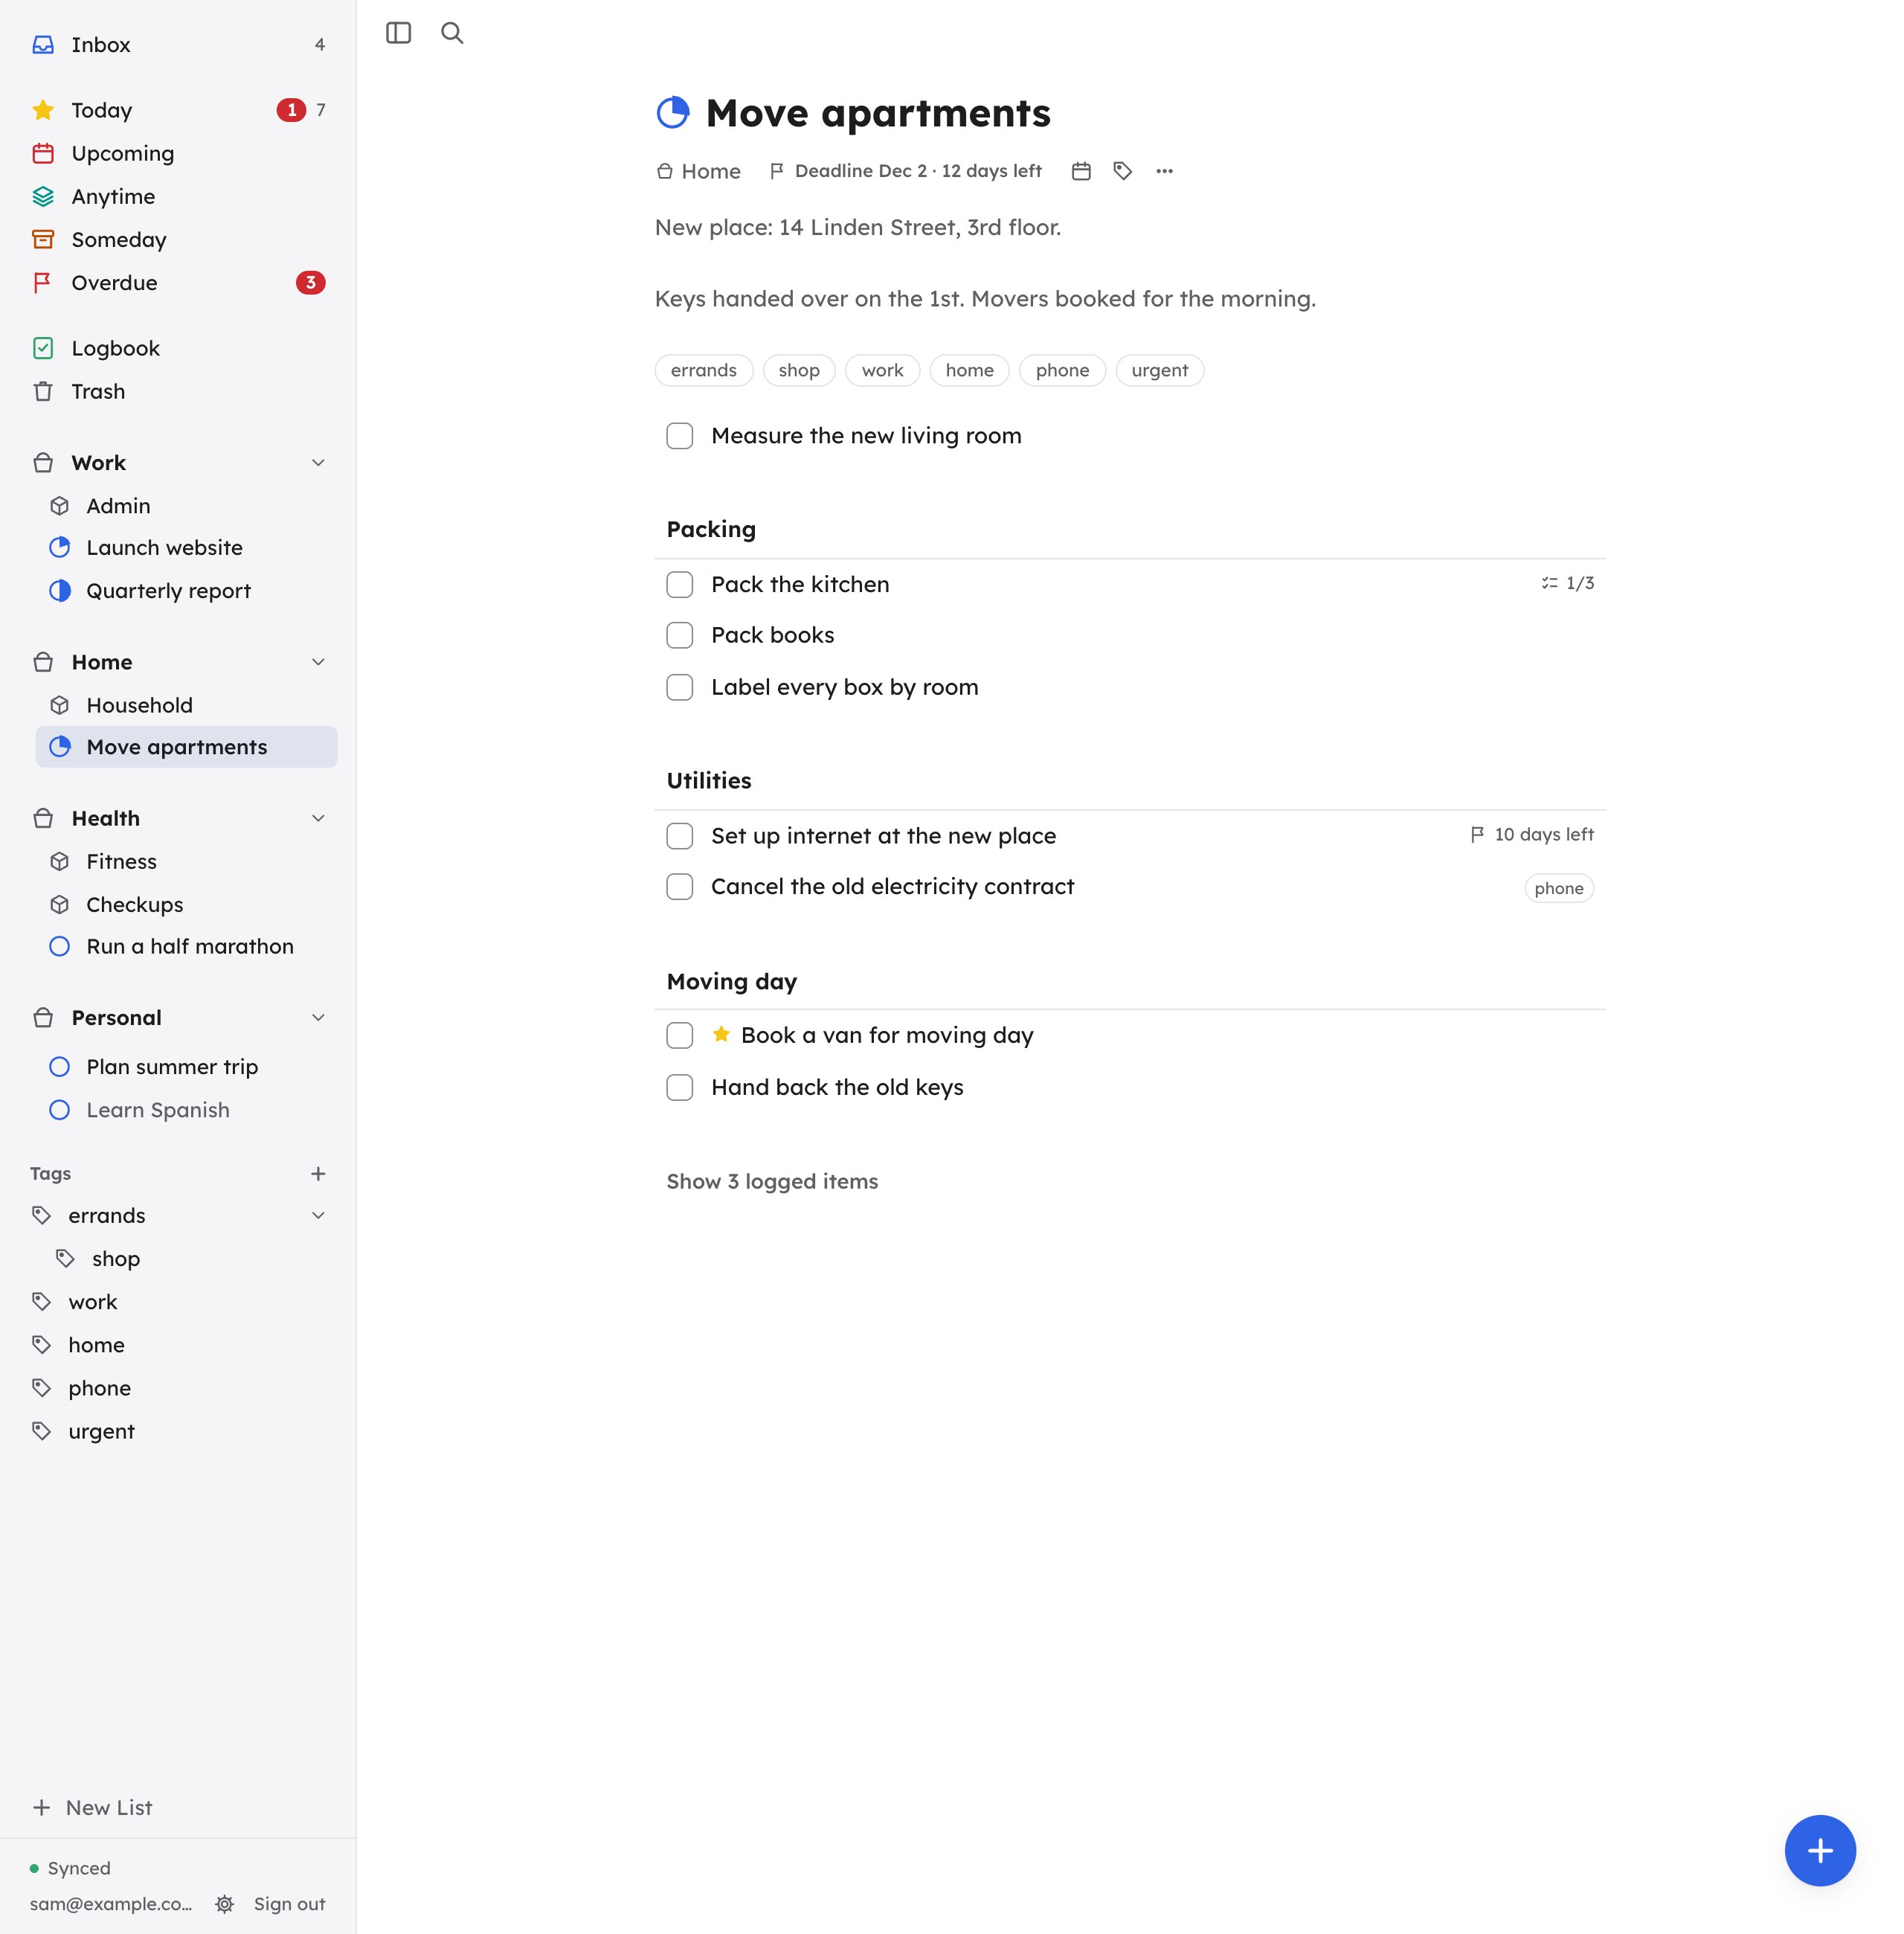 Inbox 4
Today 1 7
Upcoming
Anytime
Someday
Overdue 3
Logbook
Trash
Work
Admin
Launch website
Quarterly report
Home
Household
Move apartments
Health
Fitness
Checkups
Run a half marathon
Personal
Plan summer trip
Learn Spanish
Tags
errands
shop
work
home
phone
urgent
New List
Synced
sam@example.co... Sign out
Move apartments
Home Deadline Dec 2 · 12 days left
New place: 14 Linden Street, 3rd floor.
Keys handed over on the 1st. Movers booked for the morning.
errands shop work home phone urgent
Measure the new living room
Packing
Pack the kitchen 1/3
Pack books
Label every box by room
Utilities
Set up internet at the new place 10 days left
Cancel the old electricity contract phone
Moving day
Book a van for moving day
Hand back the old keys
Show 3 logged items